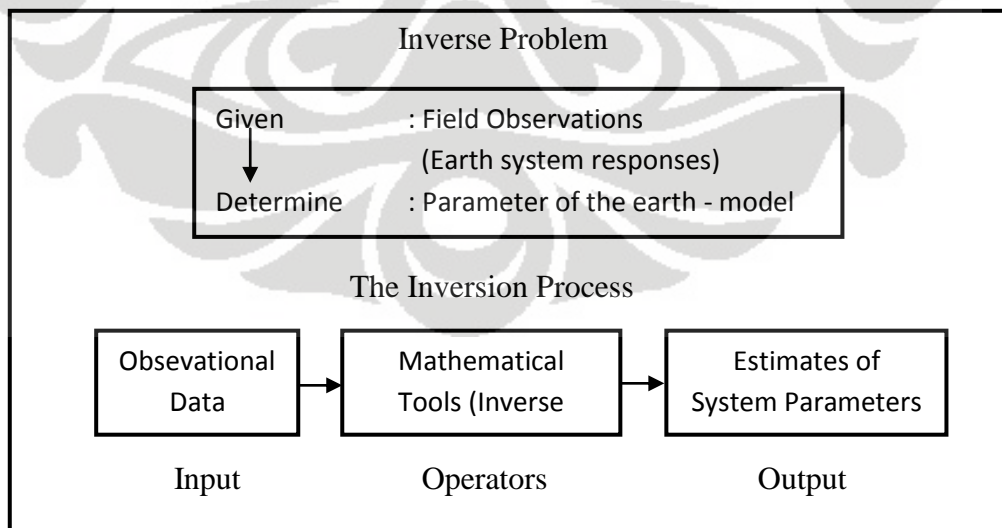 Inverse Problem
Given : Field Observations
(Earth system responses)
Determine : Parameter of the earth - model
The Inversion Process
Obsevational
Data
Mathematical
Tools (Inverse
Estimates of
System Parameters
Input Operators Output